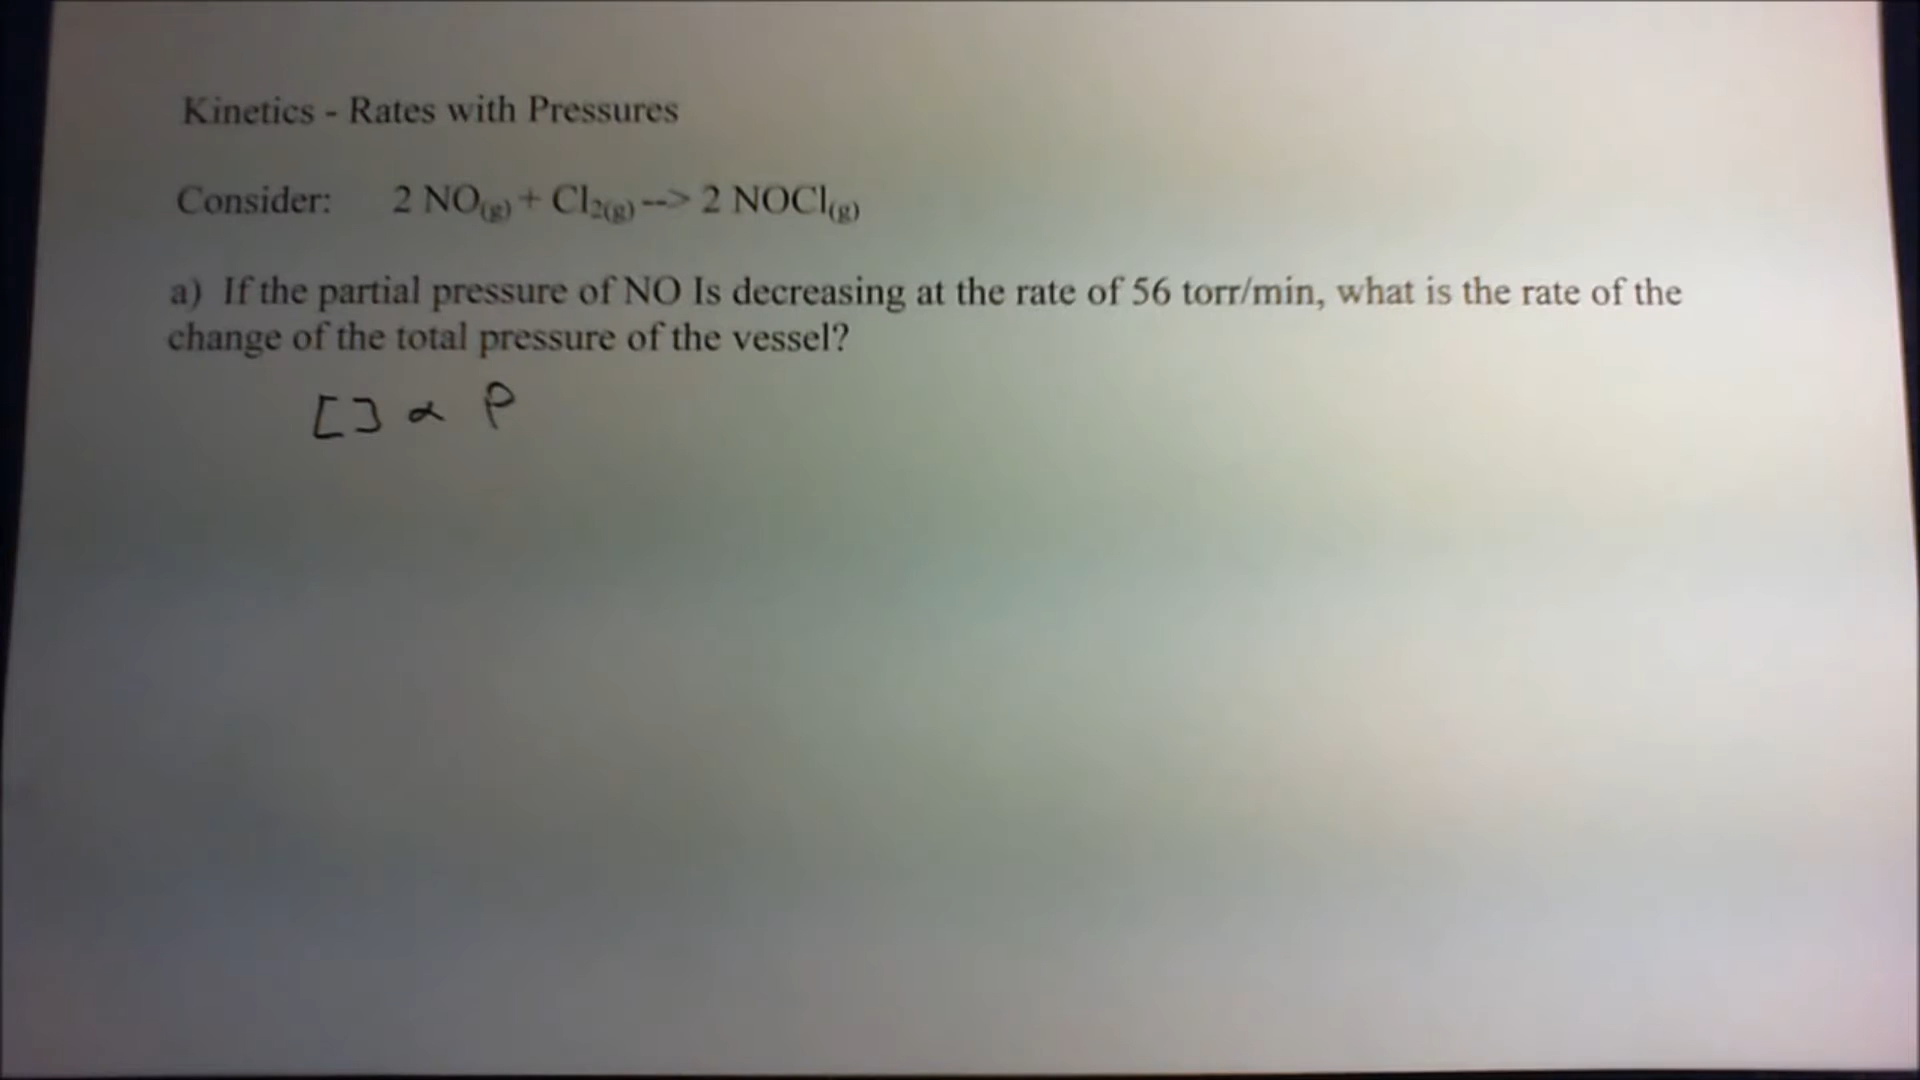 Kinetics - Rates with Pressures
Consider: 2 NO(g) + Cl2(g) --> 2 NOCl(g)
a) If the partial pressure of NO Is decreasing at the rate of 56 torr/min, what is the rate of the
change of the total pressure of the vessel?
[] ∝ P